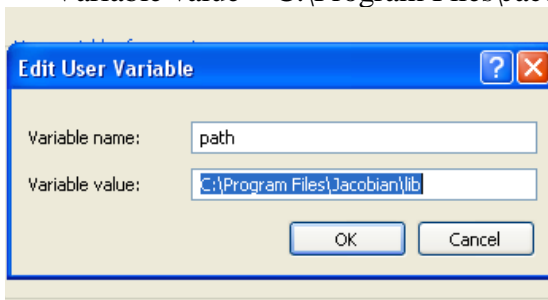 Edit User Variable
Variable name: path
Variable value: C:\Program Files\Jacobian\lib
OK Cancel